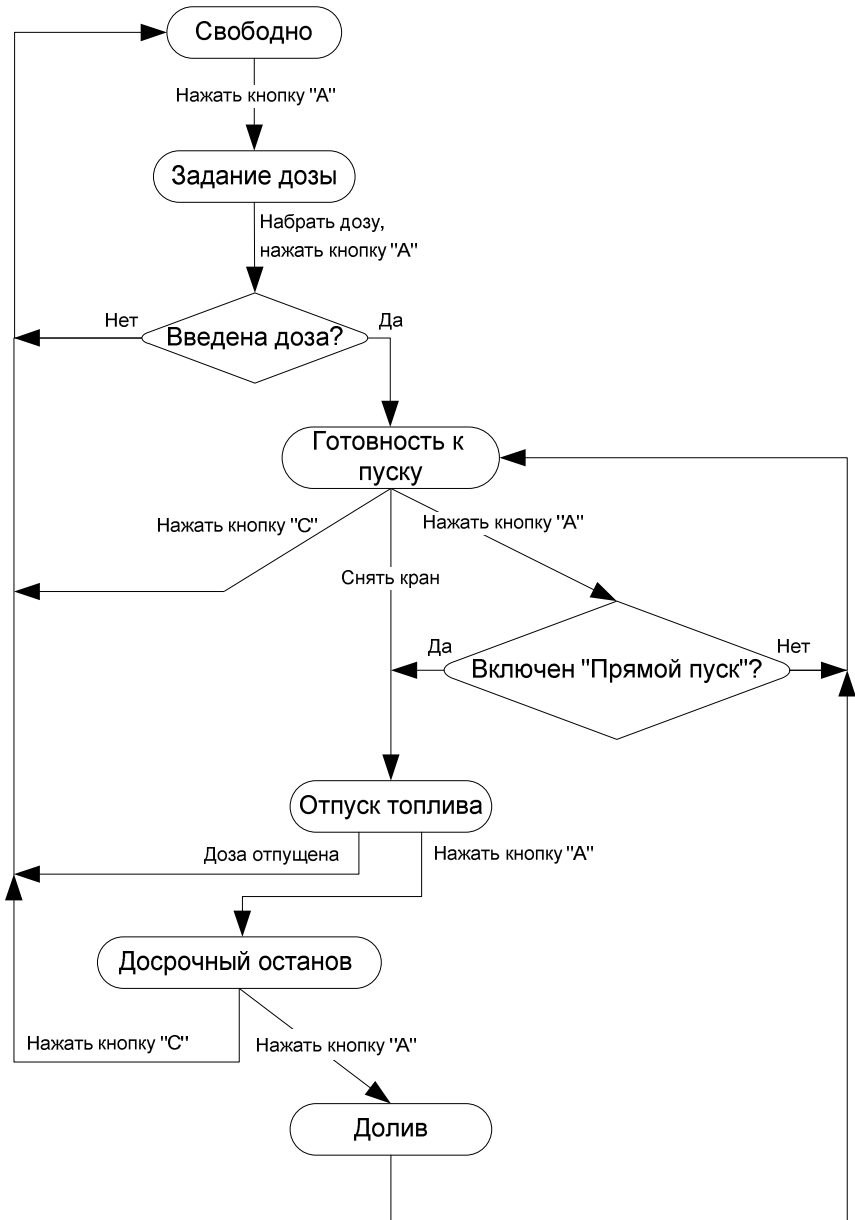 Свободно
Нажать кнопку "А"
Задание дозы
Набрать дозу,
нажать кнопку "А"
Нет
Введена доза?
Да
Готовность к
пуску
Нажать кнопку "С"
Нажать кнопку "А"
Снять кран
Да
Включен "Прямой пуск"?
Нет
Отпуск топлива
Доза отпущена
Нажать кнопку "А"
Досрочный останов
Нажать кнопку "С"
Нажать кнопку "А"
Долив